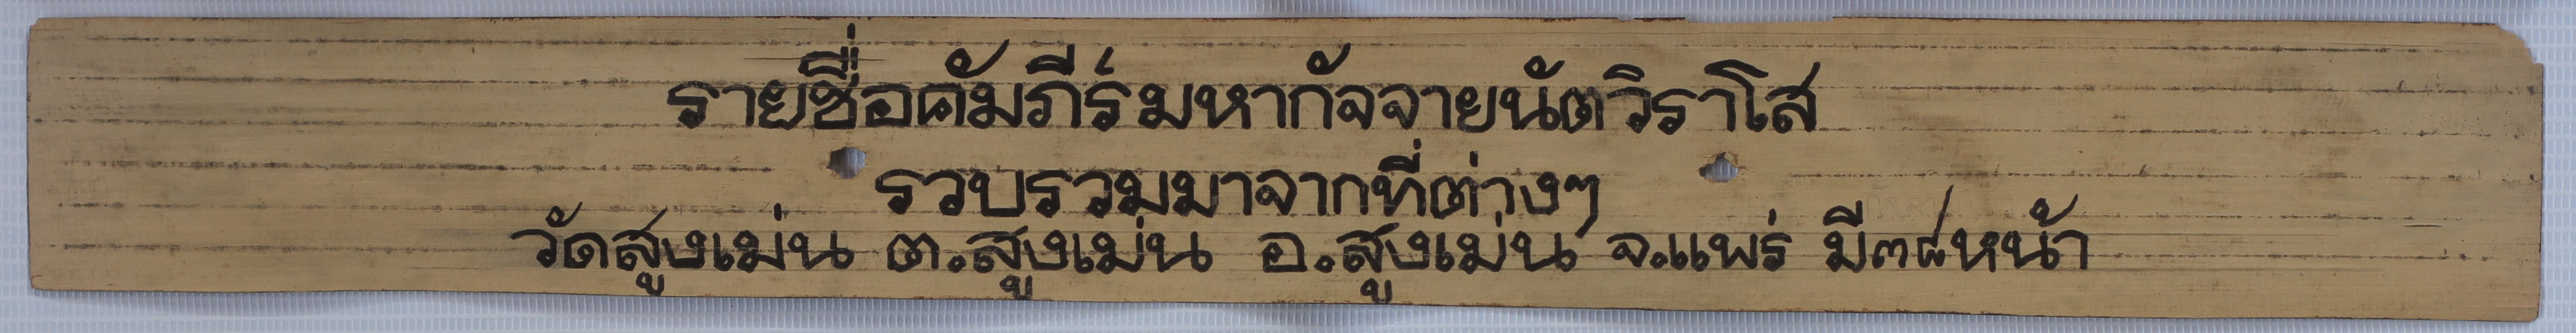 รายชื่อคัมภีร์มหากัจจายนัตวิราโส
รวบรวมมาจากที่ต่างๆ
วัดสูงเม่น ต.สูงเม่น อ.สูงเม่น จ.แพร่ มี๓๘หน้า